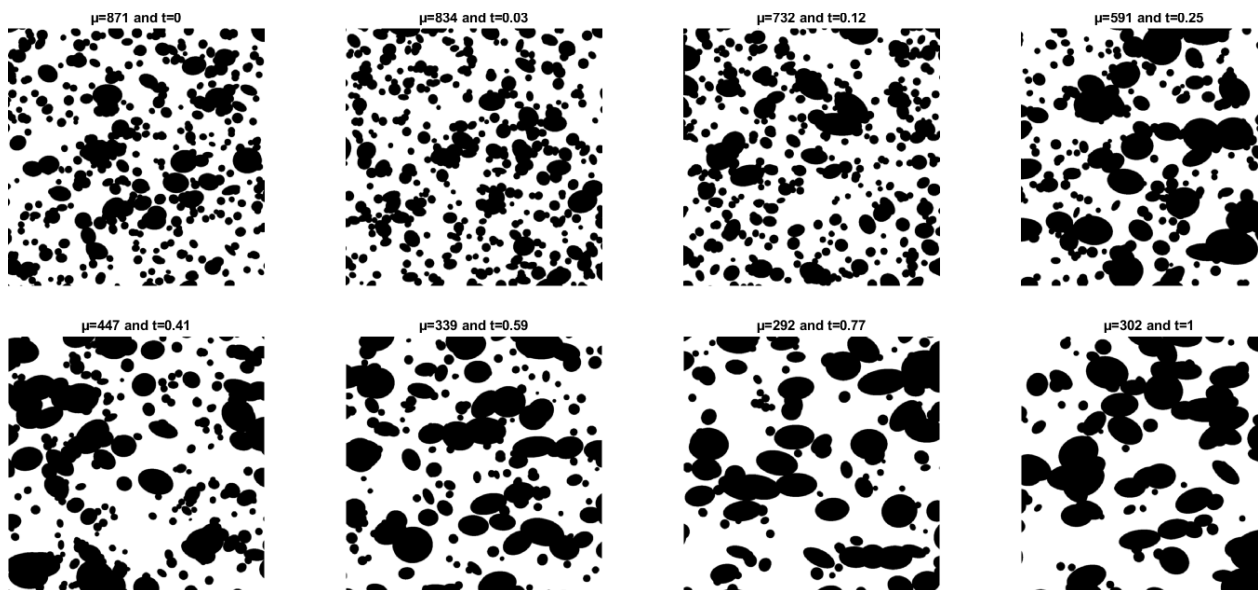 μ=871 and t=0
μ=834 and t=0.03
μ=732 and t=0.12
μ=591 and t=0.25
μ=447 and t=0.41
μ=339 and t=0.59
μ=292 and t=0.77
μ=302 and t=1